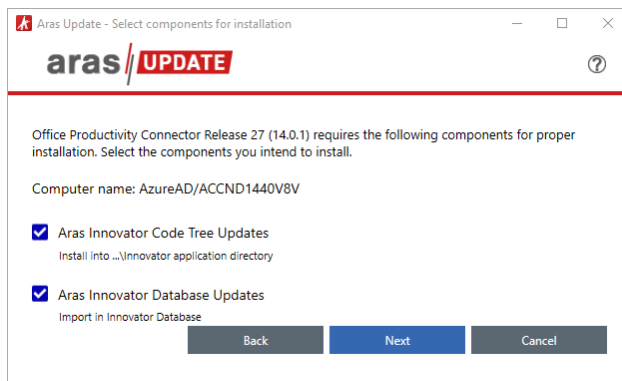 Aras Update - Select components for installation
aras UPDATE
?
Office Productivity Connector Release 27 (14.0.1) requires the following components for proper
installation. Select the components you intend to install.
Computer name: AzureAD/ACCND1440V8V
Aras Innovator Code Tree Updates
Install into ...\Innovator application directory
Aras Innovator Database Updates
Import in Innovator Database
Back Next Cancel